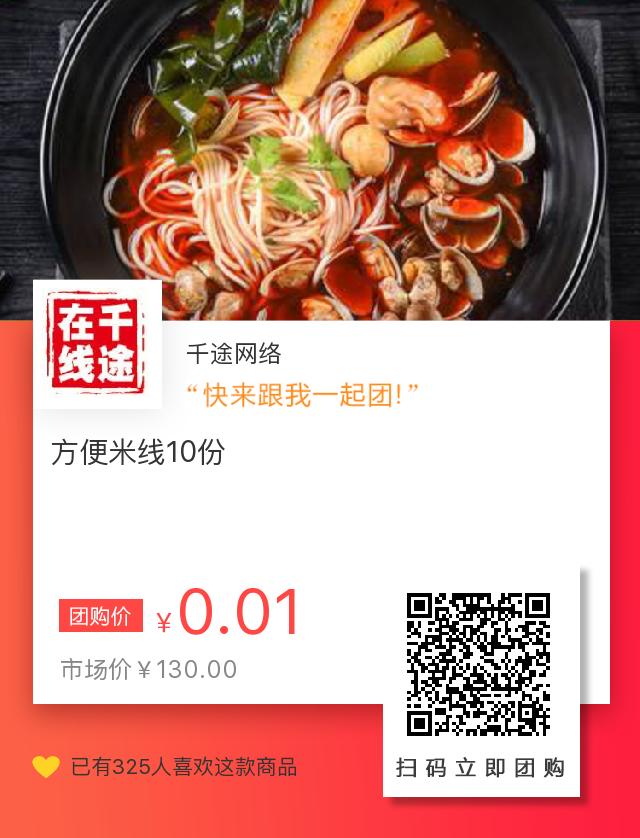 千途
在线
千途网络
“快来跟我一起团！”
方便米线10份
团购价 ¥0.01
市场价¥130.00
已有325人喜欢这款商品
扫码立即团购